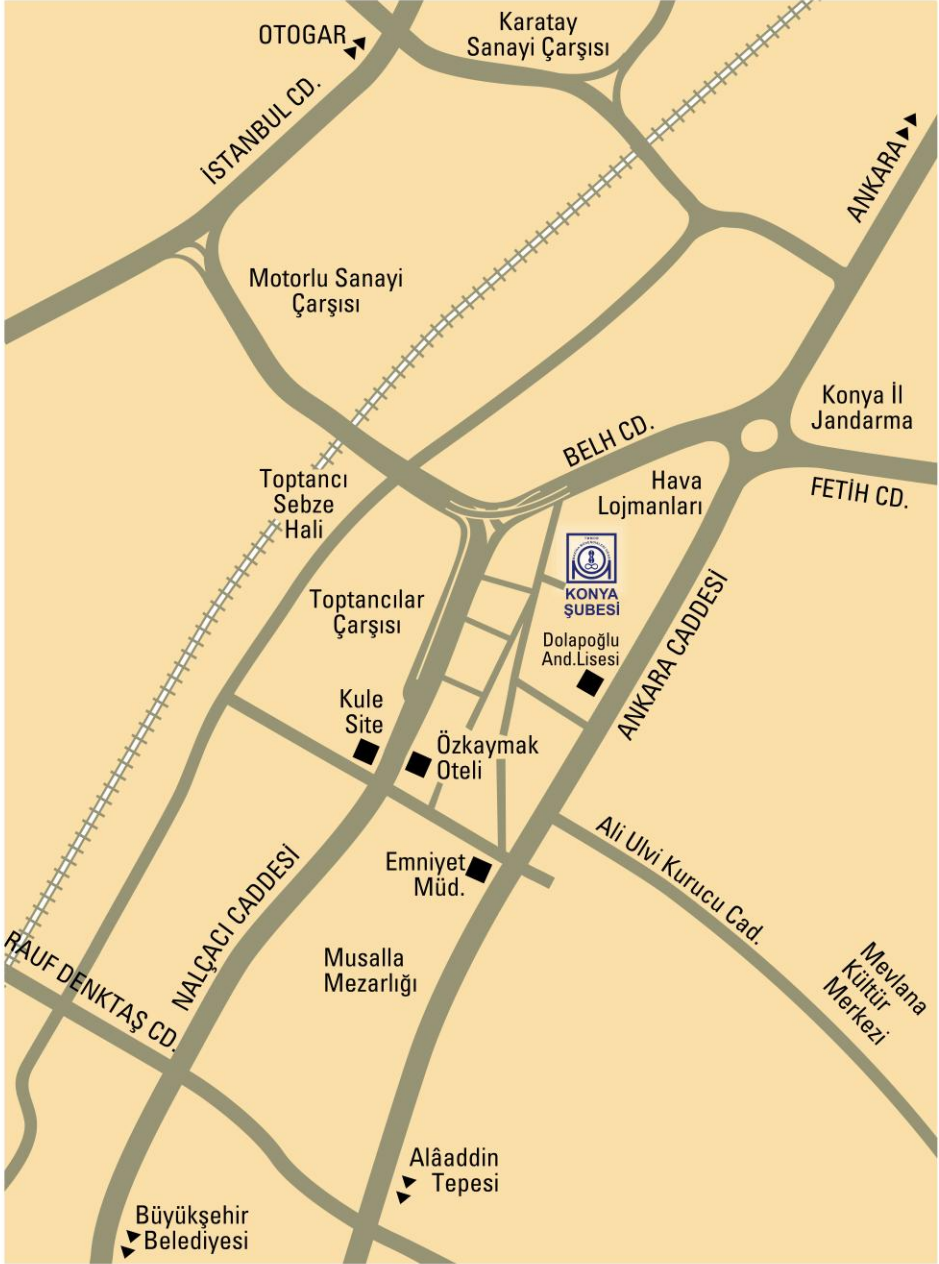 OTOGAR
Karatay
Sanayi Çarşısı
İSTANBUL CD.
ANKARA
Motorlu Sanayi
Çarşısı
Konya İl
Jandarma
BELH CD.
FETİH CD.
Toptancı
Sebze
Hali
Hava
Lojmanları
KONYA
ŞUBESİ
Toptancılar
Çarşısı
Dolapoğlu
And.Lisesi
ANKARA CADDESİ
Kule
Site
Özkaymak
Oteli
Ali Ulvi Kurucu Cad.
Emniyet
Müd.
NALÇACI CADDESİ
Musalla
Mezarlığı
Mevlana
Kültür
Merkezi
RAUF DENKTAŞ CD.
Alâaddin
Tepesi
Büyükşehir
Belediyesi